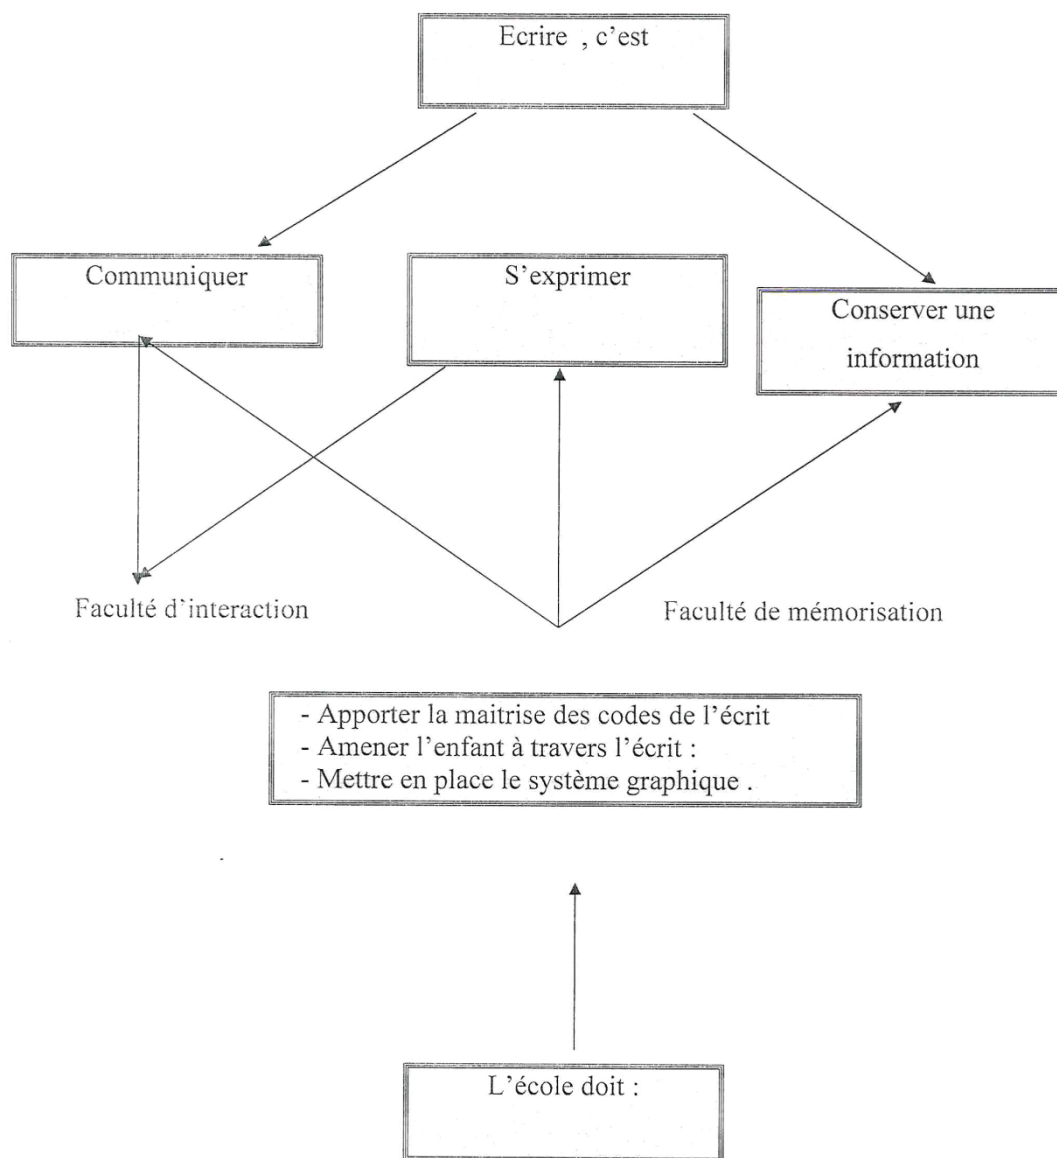 Ecrire , c’est
Communiquer
S’exprimer
Conserver une
information
Faculté d’interaction
Faculté de mémorisation
- Apporter la maitrise des codes de l’écrit
- Amener l’enfant à travers l’écrit :
- Mettre en place le système graphique .
L’école doit :